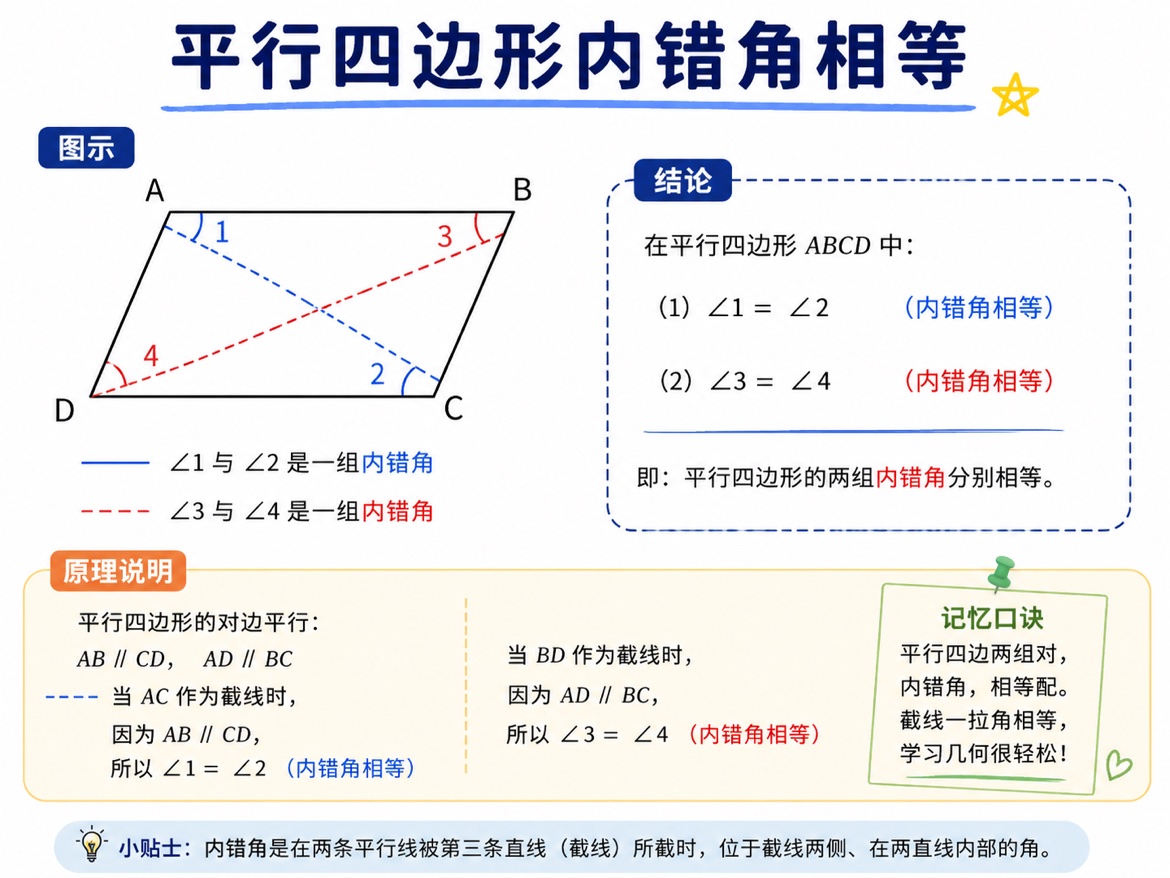 平行四边形内错角相等
图示
A
B
1
3
4
2
D
C
∠1 与 ∠2 是一组内错角
∠3 与 ∠4 是一组内错角
结论
在平行四边形 ABCD 中：
（1）∠1 = ∠2 （内错角相等）
（2）∠3 = ∠4 （内错角相等）
即：平行四边形的两组内错角分别相等。
原理说明
平行四边形的对边平行：
AB // CD， AD // BC
当 AC 作为截线时，
因为 AB // CD，
所以 ∠1 = ∠2 （内错角相等）
当 BD 作为截线时，
因为 AD // BC，
所以 ∠3 = ∠4 （内错角相等）
记忆口诀
平行四边两组对，
内错角，相等配。
截线一拉角相等，
学习几何很轻松！
小贴士：内错角是在两条平行线被第三条直线（截线）所截时，位于截线两侧、在两直线内部的角。